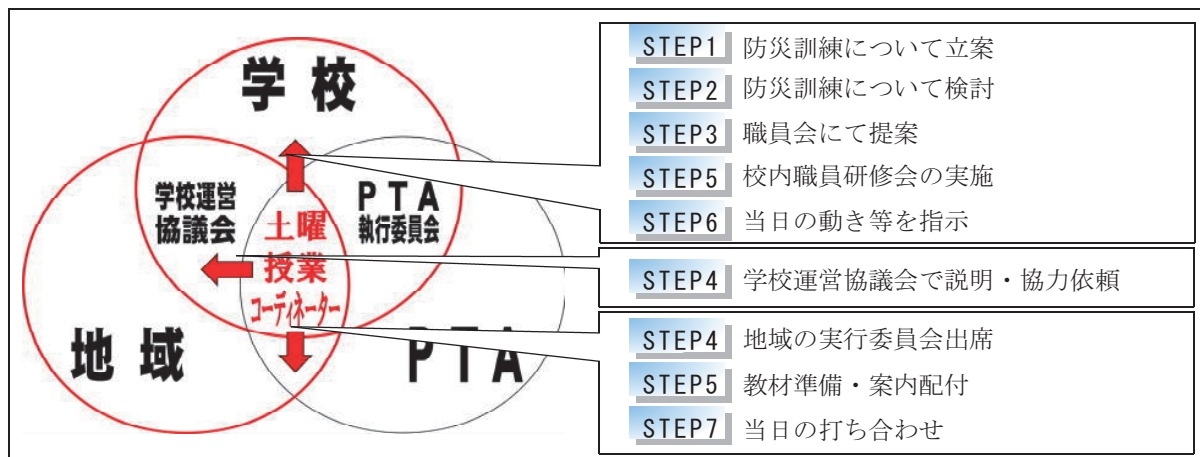 学校
学校運営
協議会
PTA
執行委員会
土曜
授業
コーディネーター
地域
PTA
STEP1 防災訓練について立案
STEP2 防災訓練について検討
STEP3 職員会にて提案
STEP5 校内職員研修会の実施
STEP6 当日の動き等を指示
STEP4 学校運営協議会で説明・協力依頼
STEP4 地域の実行委員会出席
STEP5 教材準備・案内配付
STEP7 当日の打ち合わせ